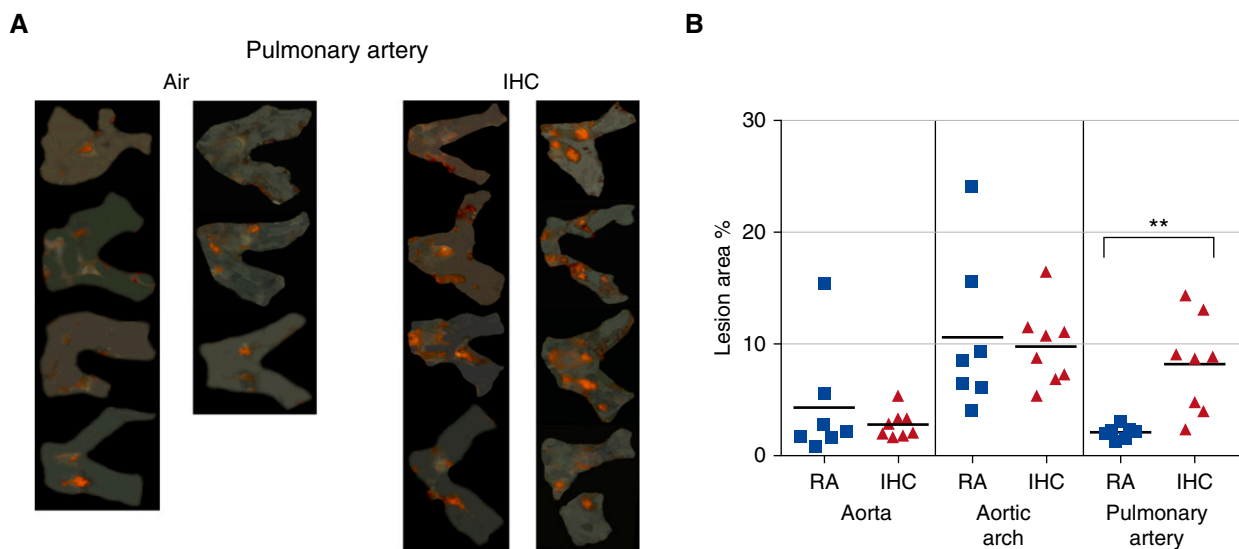 A
Pulmonary artery
Air
IHC
B
Lesion area %
30
20
10
0
**
RA
IHC
RA
IHC
RA
IHC
Aorta
Aortic
arch
Pulmonary
artery